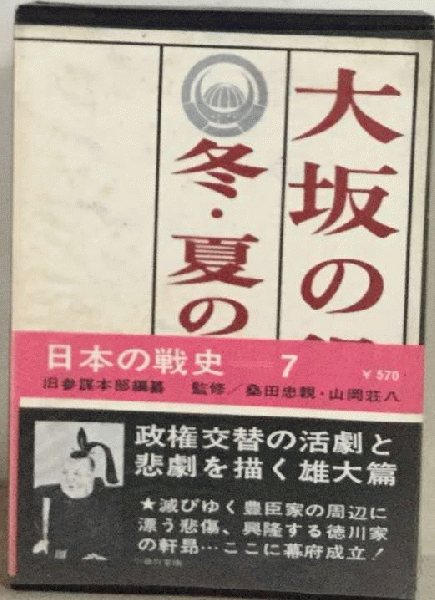 大坂の
冬・夏の
日本の戦史 7
¥570
旧参謀本部編纂 監修/桑田忠親・山岡荘八
政権交替の活劇と
悲劇を描く雄大篇
★滅びゆく豊臣家の周辺に
漂う悲傷、興隆する徳川家
の軒昻…ここに幕府成立!